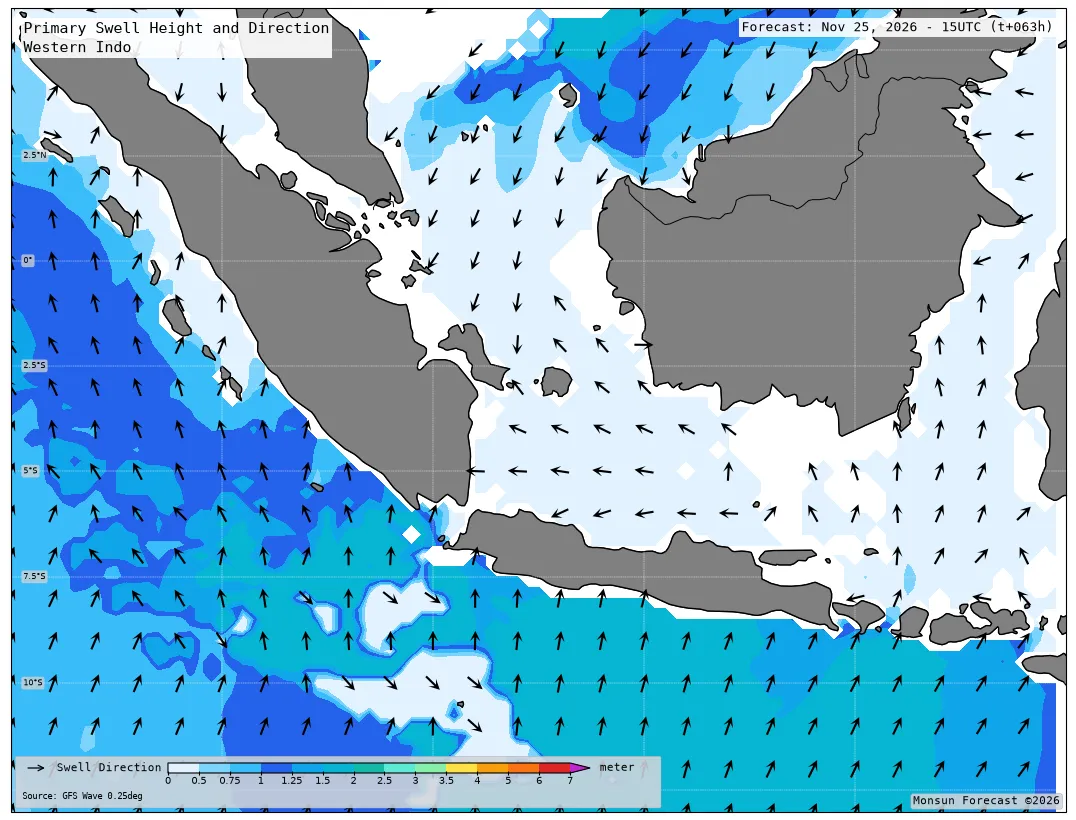 Primary Swell Height and Direction
Western Indo
Forecast: Nov 25, 2026 - 15UTC (t+063h)
2.5°N
0°
2.5°S
5°S
7.5°S
10°S
Swell Direction
0 0.5 0.75 1 1.25 1.5 2 2.5 3 3.5 4 5 6 7
meter
Source: GFS Wave 0.25deg
Monsun Forecast ©2026